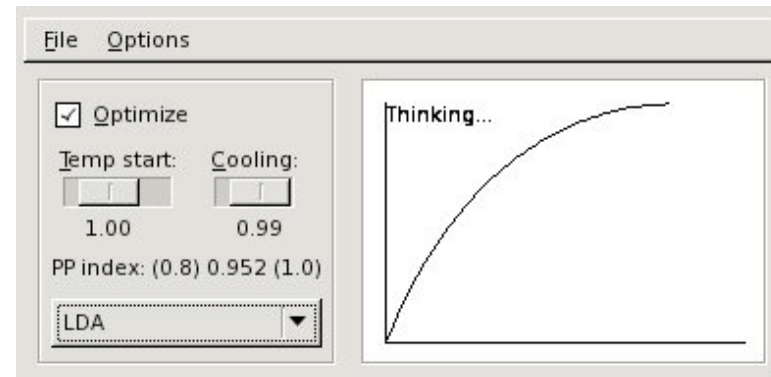 File Options
Optimize
Temp start: Cooling:
1.00 0.99
PP index: (0.8) 0.952 (1.0)
LDA
Thinking...